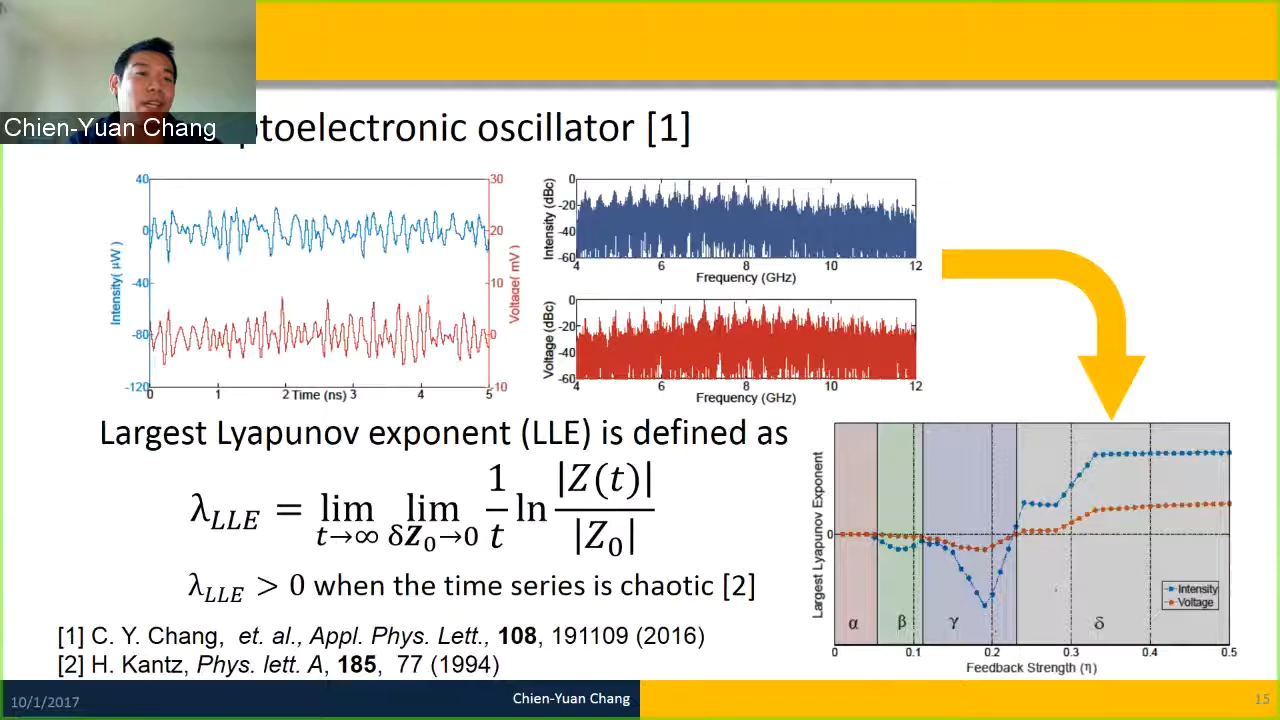 Chien-Yuan Chang
ptoelectronic oscillator [1]
40
0
-40
-80
-120
Intensity( μW )
30
20
10
0
-10
Voltage( mV )
0 1 2 Time (ns) 3 4 5
0
-20
-40
-60
Intensity (dBc)
4 6 8 10 12
Frequency (GHz)
0
-20
-40
-60
Voltage (dBc)
4 6 8 10 12
Frequency (GHz)
Largest Lyapunov exponent (LLE) is defined as
λ_LLE = lim t→∞ lim δZ₀→0 1/t ln |Z(t)|/|Z₀|
λ_LLE > 0 when the time series is chaotic [2]
Largest Lyapunov Exponent
0
α β γ δ
Intensity
Voltage
0 0.1 0.2 0.3 0.4 0.5
Feedback Strength (η)
[1] C. Y. Chang, et. al., Appl. Phys. Lett., 108, 191109 (2016)
[2] H. Kantz, Phys. lett. A, 185, 77 (1994)
10/1/2017
Chien-Yuan Chang
15